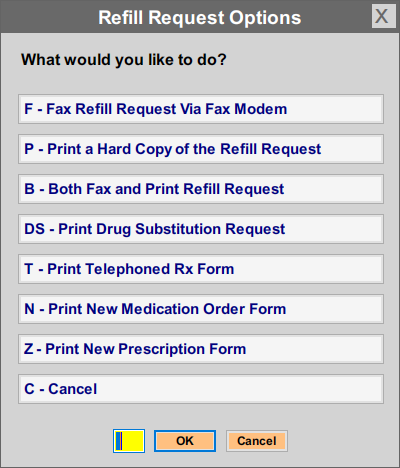 Refill Request Options
X
What would you like to do?
F - Fax Refill Request Via Fax Modem
P - Print a Hard Copy of the Refill Request
B - Both Fax and Print Refill Request
DS - Print Drug Substitution Request
T - Print Telephoned Rx Form
N - Print New Medication Order Form
Z - Print New Prescription Form
C - Cancel
OK Cancel